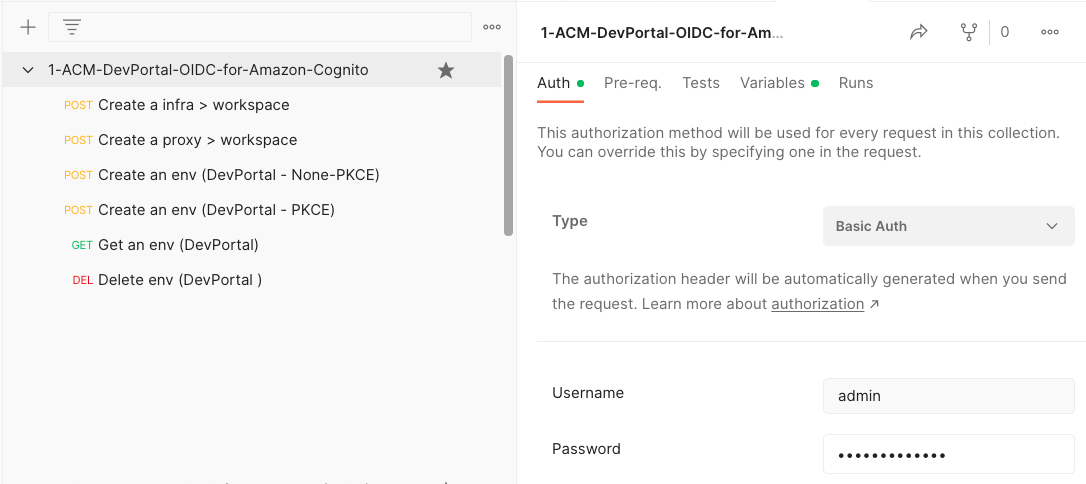 1-ACM-DevPortal-OIDC-for-Amazon-Cognito
POST Create a infra > workspace
POST Create a proxy > workspace
POST Create an env (DevPortal - None-PKCE)
POST Create an env (DevPortal - PKCE)
GET Get an env (DevPortal)
DEL Delete env (DevPortal )
1-ACM-DevPortal-OIDC-for-Am...
0
Auth Pre-req. Tests Variables Runs
This authorization method will be used for every request in this collection.
You can override this by specifying one in the request.
Type Basic Auth
The authorization header will be automatically generated when you send
the request. Learn more about authorization ↗
Username admin
Password •••••••••••••